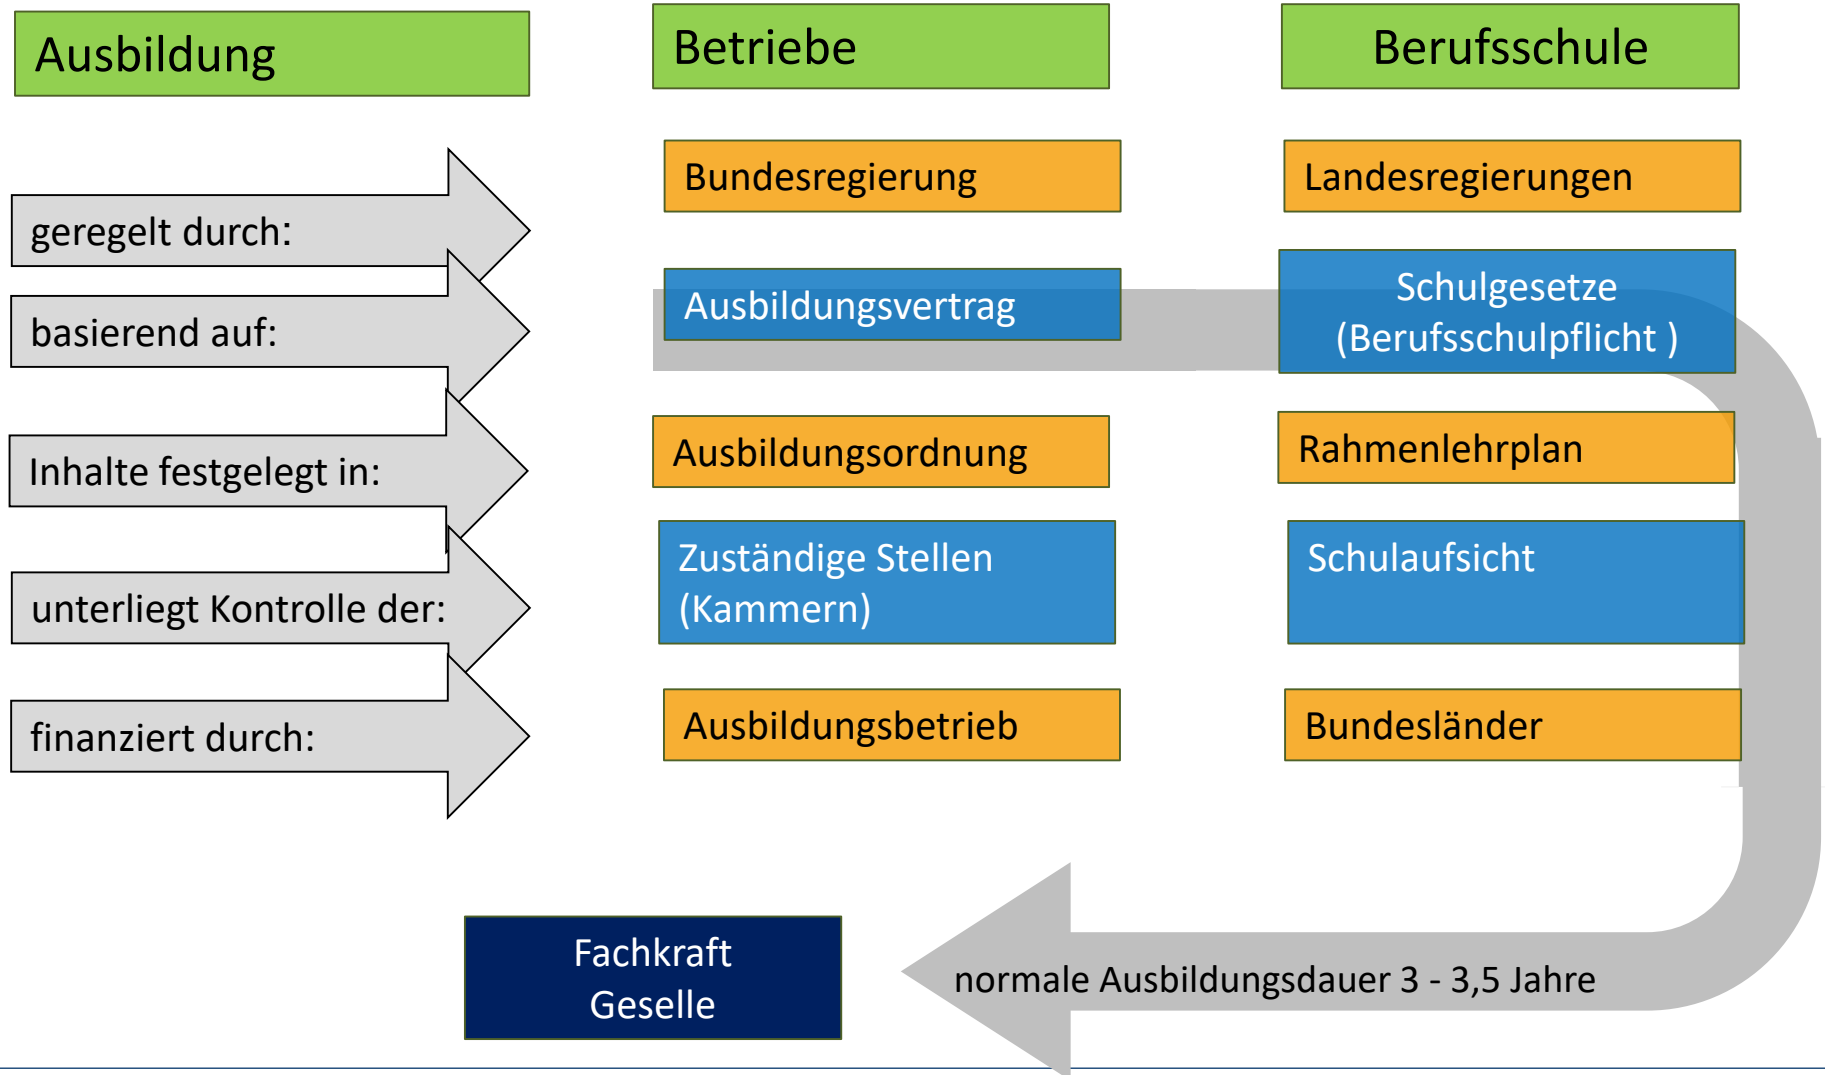 Ausbildung
Betriebe
Berufsschule
geregelt durch:
Bundesregierung
Landesregierungen
basierend auf:
Ausbildungsvertrag
Schulgesetze
(Berufsschulpflicht )
Inhalte festgelegt in:
Ausbildungsordnung
Rahmenlehrplan
unterliegt Kontrolle der:
Zuständige Stellen
(Kammern)
Schulaufsicht
finanziert durch:
Ausbildungsbetrieb
Bundesländer
Fachkraft
Geselle
normale Ausbildungsdauer 3 - 3,5 Jahre